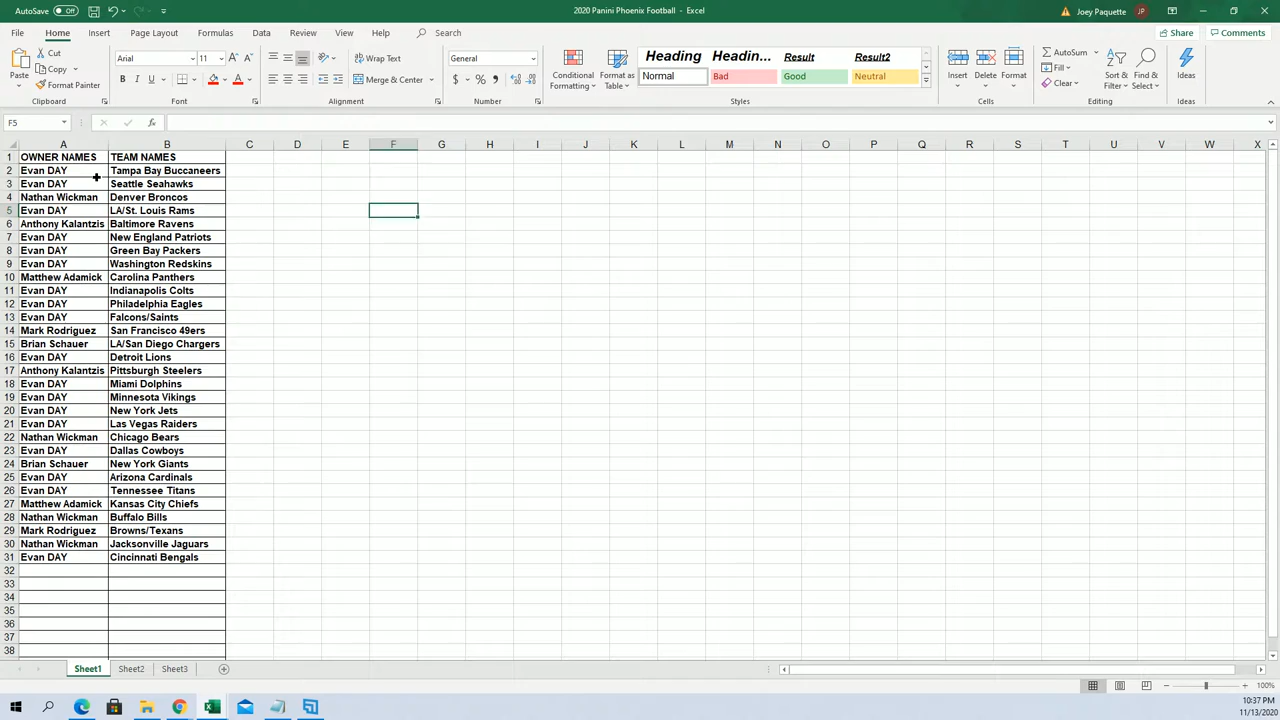 AutoSave Off 2020 Panini Phoenix Football - Excel Joey Paquette JP
File Home Insert Page Layout Formulas Data Review View Help Search Share Comments
Paste Cut Copy Format Painter Clipboard
Arial 11 A A B I U A Font
Wrap Text Merge & Center Alignment
General $ % Number
Conditional Formatting Format as Table
Heading Headin... Result Result2
Normal Bad Good Neutral Styles
Insert Delete Format Cells
AutoSum Fill Clear Sort & Filter Find & Select Editing
Ideas Ideas
F5 fx
A B C D E F G H I J K L M N O P Q R S T U V W X
1 OWNER NAMES TEAM NAMES
2 Evan DAY Tampa Bay Buccaneers
3 Evan DAY Seattle Seahawks
4 Nathan Wickman Denver Broncos
5 Evan DAY LA/St. Louis Rams
6 Anthony Kalantzis Baltimore Ravens
7 Evan DAY New England Patriots
8 Evan DAY Green Bay Packers
9 Evan DAY Washington Redskins
10 Matthew Adamick Carolina Panthers
11 Evan DAY Indianapolis Colts
12 Evan DAY Philadelphia Eagles
13 Evan DAY Falcons/Saints
14 Mark Rodriguez San Francisco 49ers
15 Brian Schauer LA/San Diego Chargers
16 Evan DAY Detroit Lions
17 Anthony Kalantzis Pittsburgh Steelers
18 Evan DAY Miami Dolphins
19 Evan DAY Minnesota Vikings
20 Evan DAY New York Jets
21 Evan DAY Las Vegas Raiders
22 Nathan Wickman Chicago Bears
23 Evan DAY Dallas Cowboys
24 Brian Schauer New York Giants
25 Evan DAY Arizona Cardinals
26 Evan DAY Tennessee Titans
27 Matthew Adamick Kansas City Chiefs
28 Nathan Wickman Buffalo Bills
29 Mark Rodriguez Browns/Texans
30 Nathan Wickman Jacksonville Jaguars
31 Evan DAY Cincinnati Bengals
32
33
34
35
36
37
38
Sheet1 Sheet2 Sheet3
100%
10:37 PM
11/13/2020